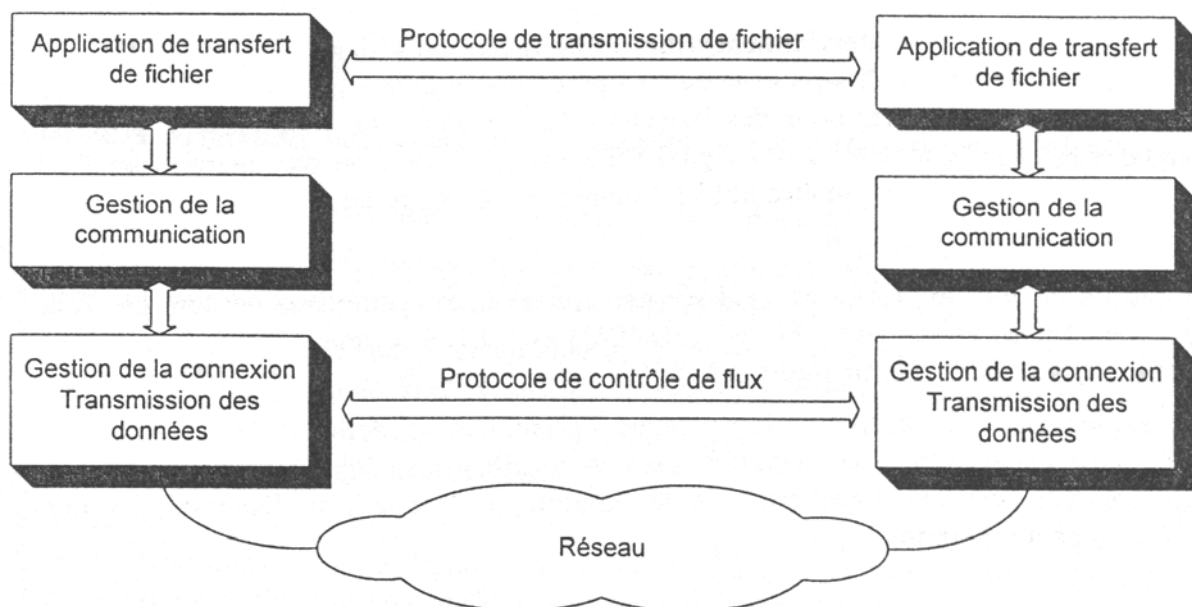 Application de transfert
de fichier
Protocole de transmission de fichier
Application de transfert
de fichier
Gestion de la
communication
Gestion de la
communication
Gestion de la connexion
Transmission des
données
Protocole de contrôle de flux
Gestion de la connexion
Transmission des
données
Réseau